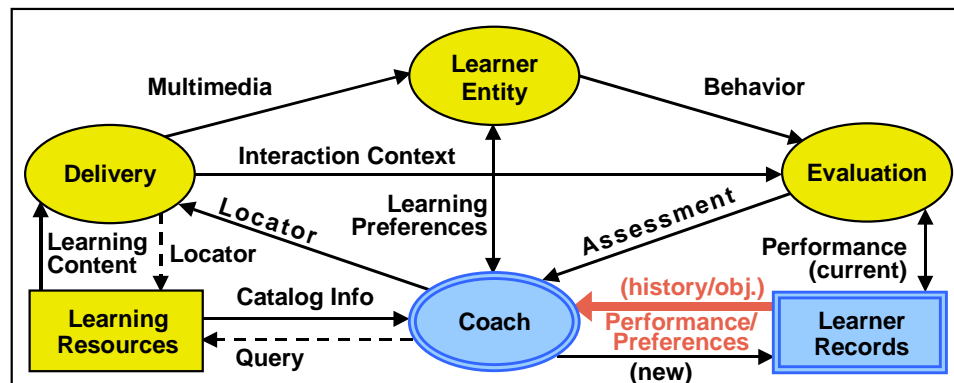 Multimedia
Learner
Entity
Behavior
Delivery
Interaction Context
Evaluation
Locator
Learning
Preferences
Assessment
Learning
Content
Locator
Performance
(current)
Catalog Info
(history/obj.)
Learning
Resources
Coach
Performance/
Preferences
Learner
Records
Query
(new)